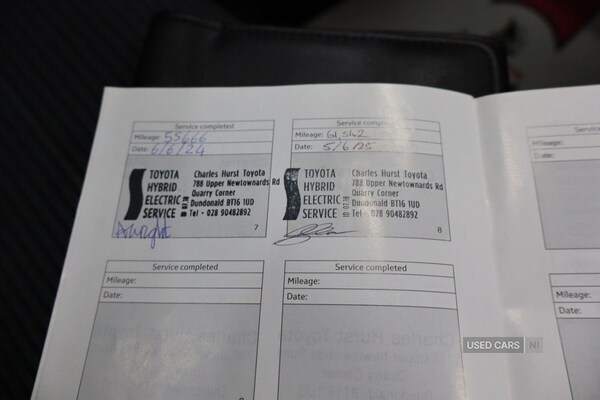 Service completed
Mileage: 55666
Date: 6/6/24
TOYOTA HYBRID ELECTRIC SERVICE
Charles Hurst Toyota
788 Upper Newtownards Rd
Quarry Corner
Dundonald BT16 1UD
Tel - 028 90482892
7
Service completed
Mileage: 61,562
Date: 5/6/25
TOYOTA HYBRID ELECTRIC SERVICE
Charles Hurst Toyota
788 Upper Newtownards Rd
Quarry Corner
Dundonald BT16 1UD
Tel - 028 90482892
8
Mileage:
Date:
Service completed
Mileage:
Date:
Service completed
Mileage:
Date:
Mileage:
Date:
USED CARS NI